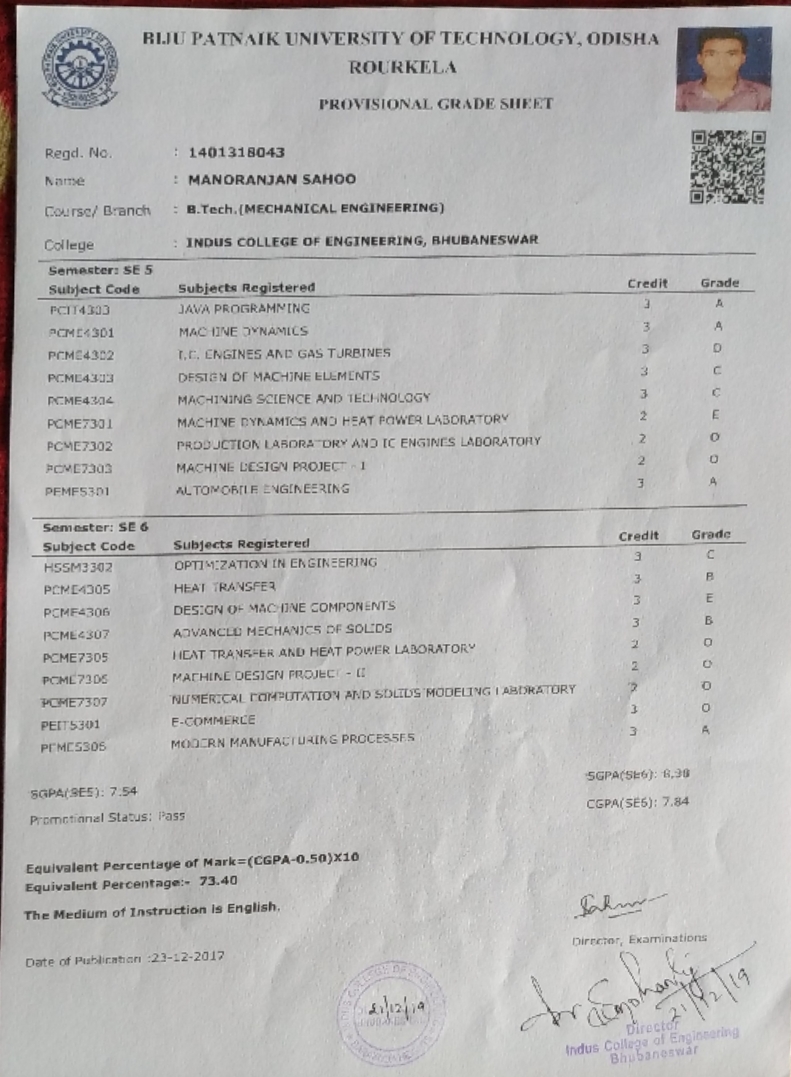 BIJU PATNAIK UNIVERSITY OF TECHNOLOGY, ODISHA
ROURKELA
PROVISIONAL GRADE SHEET
Regd. No. : 1401318043
Name : MANORANJAN SAHOO
Course/ Branch : B.Tech.(MECHANICAL ENGINEERING)
College : INDUS COLLEGE OF ENGINEERING, BHUBANESWAR
Semester: SE 5
Subject Code Subjects Registered Credit Grade
PCIT4303 JAVA PROGRAMMING 3 A
PCME4301 MACHINE DYNAMICS 3 A
PCME4302 I.C. ENGINES AND GAS TURBINES 3 D
PCME4303 DESIGN OF MACHINE ELEMENTS 3 C
PCME4304 MACHINING SCIENCE AND TECHNOLOGY 3 C
PCME7301 MACHINE DYNAMICS AND HEAT POWER LABORATORY 2 E
PCME7302 PRODUCTION LABORATORY AND IC ENGINES LABORATORY 2 O
PCME7303 MACHINE DESIGN PROJECT - I 2 O
PEME5301 AUTOMOBILE ENGINEERING 3 A
Semester: SE 6
Subject Code Subjects Registered Credit Grade
HSSM3302 OPTIMIZATION IN ENGINEERING 3 C
PCME4305 HEAT TRANSFER 3 B
PCME4306 DESIGN OF MACHINE COMPONENTS 3 E
PCME4307 ADVANCED MECHANICS OF SOLIDS 3 B
PCME7305 HEAT TRANSFER AND HEAT POWER LABORATORY 2 O
PCME7306 MACHINE DESIGN PROJECT - II 2 O
PCME7307 NUMERICAL COMPUTATION AND SOLIDS MODELING LABORATORY 2 O
PEIT5301 E-COMMERCE 3 O
PEME5306 MODERN MANUFACTURING PROCESSES 3 A
SGPA(SE5): 7.54 SGPA(SE6): 8.38
Promotional Status: Pass CGPA(SE6): 7.84
Equivalent Percentage of Mark=(CGPA-0.50)X10
Equivalent Percentage:- 73.40
The Medium of Instruction is English.
Director, Examinations
Date of Publication :23-12-2017
21/12/19
21/12/19
Director
Indus College of Engineering
Bhubaneswar